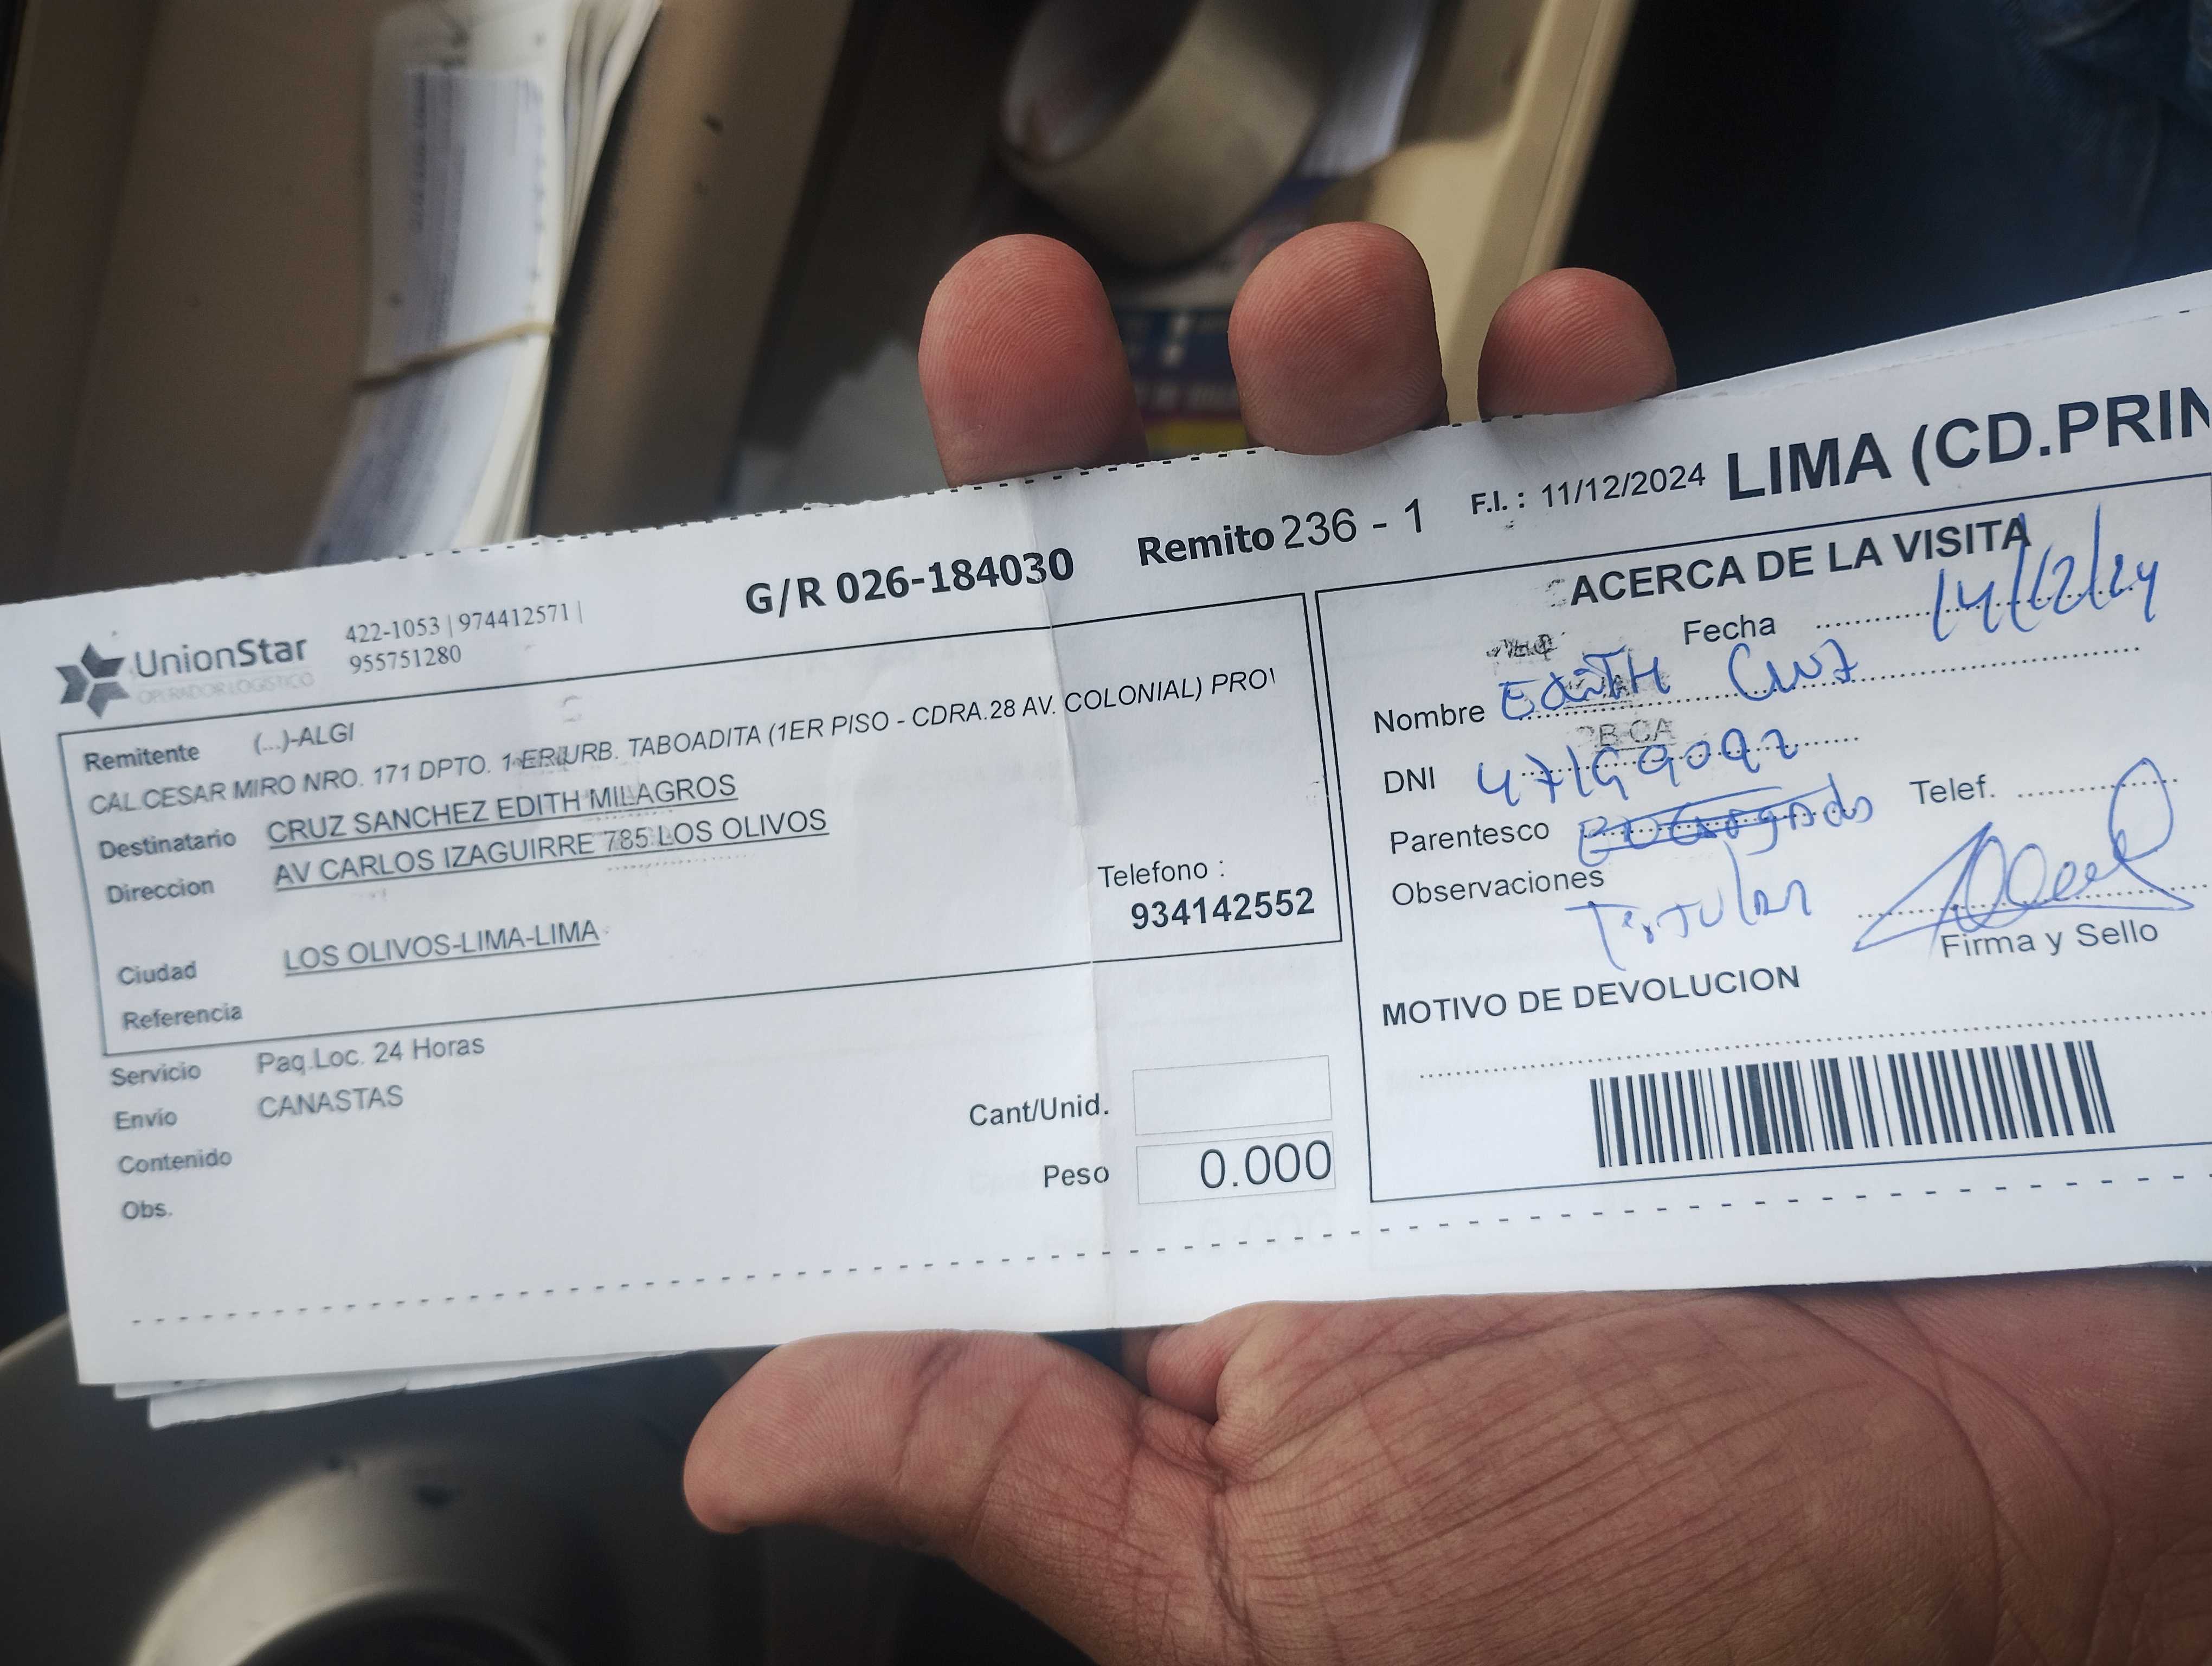 UnionStar
OPERADOR LOGISTICO
422-1053 | 974412571 |
955751280
G/R 026-184030 Remito 236 - 1 F.I. : 11/12/2024 LIMA (CD.PRIN
Remitente (...)-ALGI
CAL.CESAR MIRO NRO. 171 DPTO. 1-ER/URB. TABOADITA (1ER PISO - CDRA.28 AV. COLONIAL) PROV
Destinatario CRUZ SANCHEZ EDITH MILAGROS
Direccion AV CARLOS IZAGUIRRE 785 LOS OLIVOS
Telefono :
934142552
Ciudad LOS OLIVOS-LIMA-LIMA
Referencia
Servicio Paq.Loc. 24 Horas
Envio CANASTAS
Contenido
Obs.
Cant/Unid.
Peso 0.000
ACERCA DE LA VISITA
Fecha 14/12/24
Nombre Edith Cruz
DNI
Parentesco
Telef.
Observaciones
Titular
Firma y Sello
MOTIVO DE DEVOLUCION